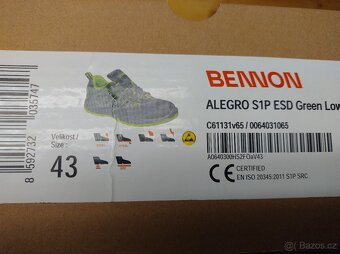 BENNON
ALEGRO S1P ESD Green Low
C61131v65 / 0064031065
Velikost /
Size :
43
A0640300HS2FOaV43
CE CERTIFIED
EN ISO 20345:2011 S1P SRC
8 592732 035747
Bazoš.cz